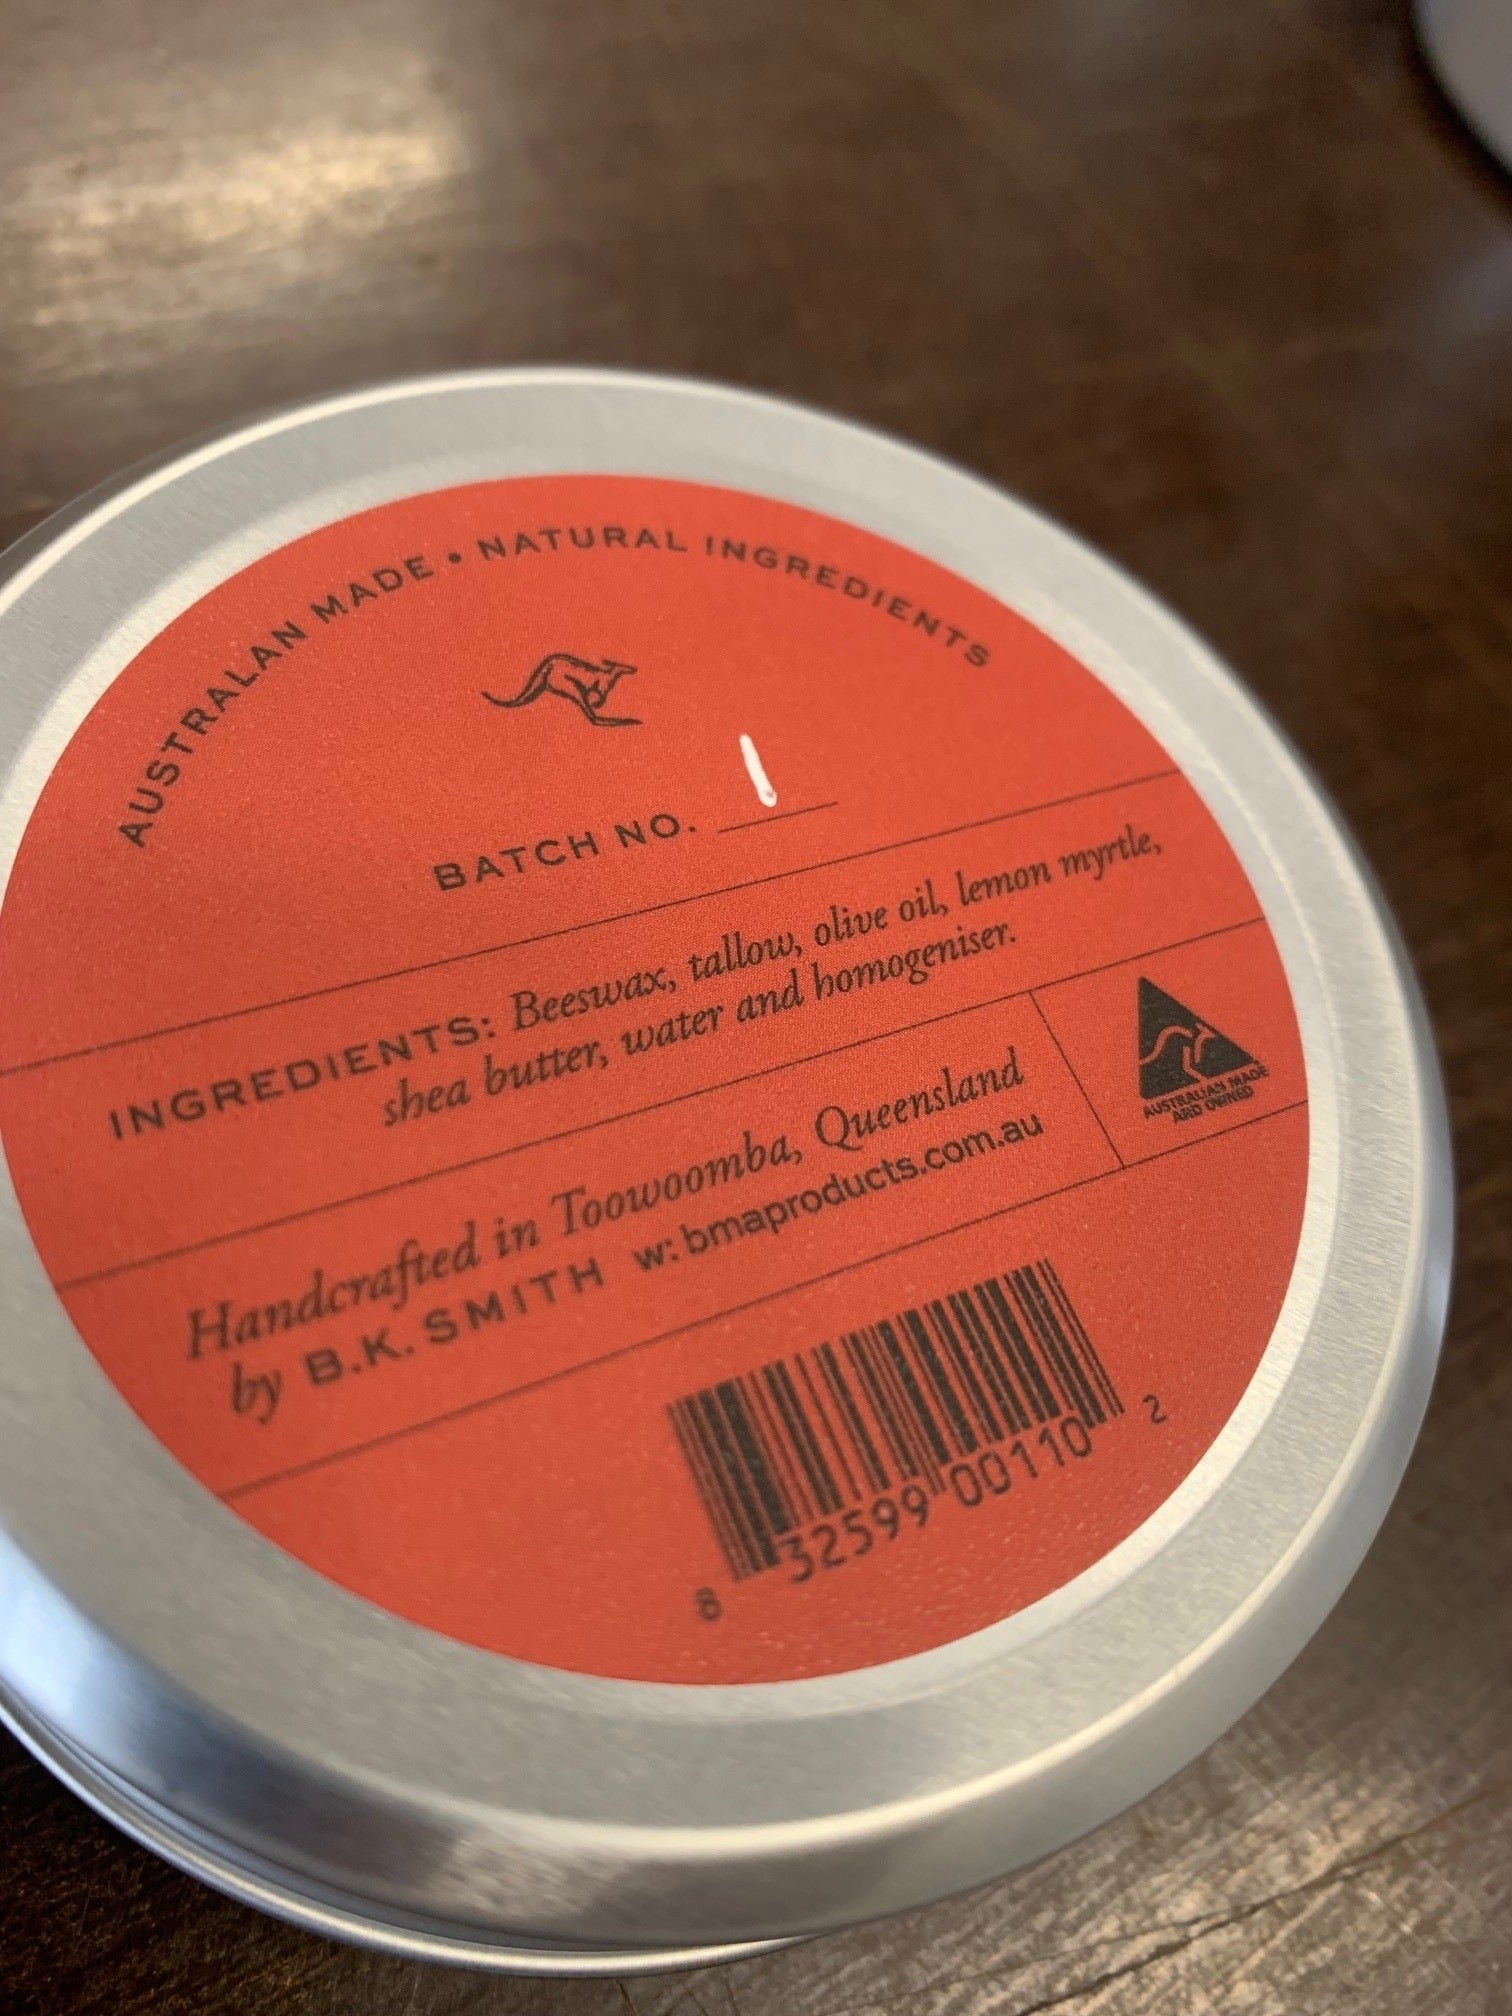 AUSTRALAN MADE • NATURAL INGREDIENTS
BATCH NO. 1
INGREDIENTS: Beeswax, tallow, olive oil, lemon myrtle,
shea butter, water and homogeniser.
Handcrafted in Toowoomba, Queensland
by B.K. SMITH w: bmaproducts.com.au
AUSTRALIAN MADE
AND OWNED
8 32599 00110 2